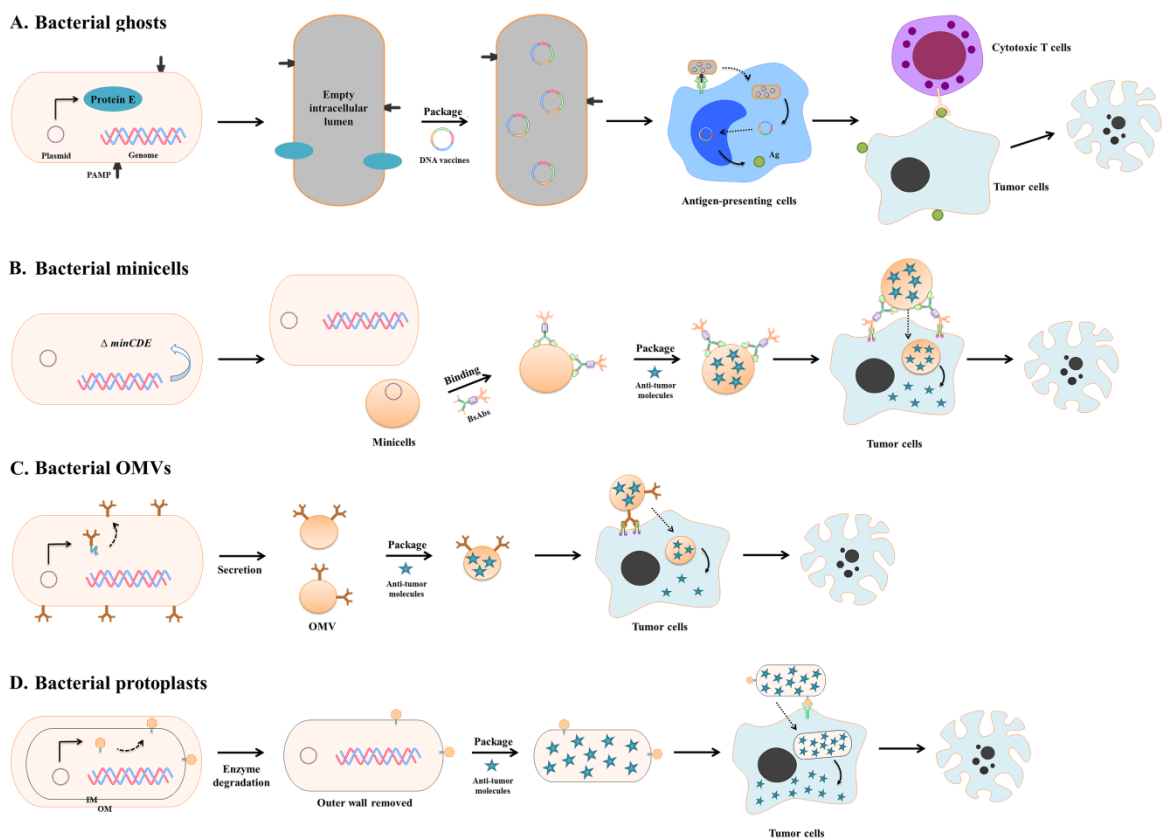 A. Bacterial ghosts
Protein E
Plasmid
Genome
PAMP
Empty
intracellular
lumen
Package
DNA vaccines
Ag
Antigen-presenting cells
Cytotoxic T cells
Tumor cells
B. Bacterial minicells
Δ minCDE
Minicells
Binding
BsAbs
Package
Anti-tumor
molecules
Tumor cells
C. Bacterial OMVs
Secretion
OMV
Package
Anti-tumor
molecules
Tumor cells
D. Bacterial protoplasts
IM
OM
Enzyme
degradation
Outer wall removed
Package
Anti-tumor
molecules
Tumor cells